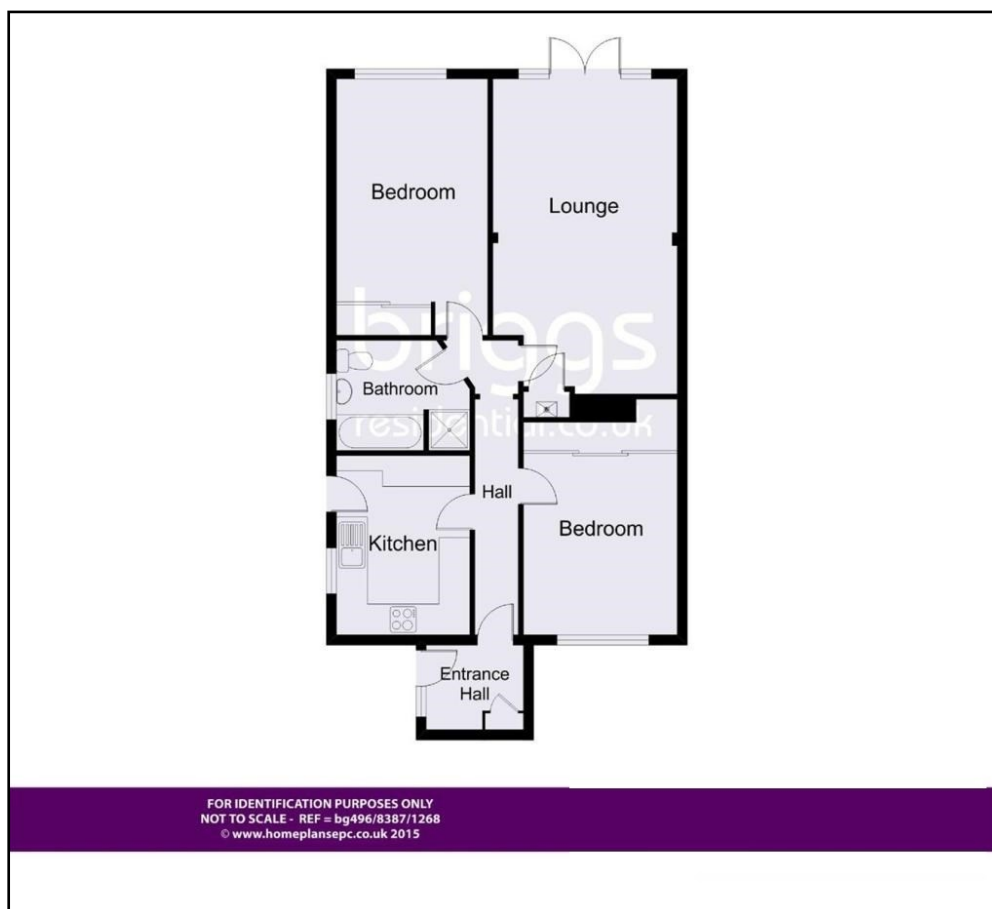 Bedroom
Lounge
briggs
residential.co.uk
Bathroom
Hall
Kitchen
Bedroom
Entrance
Hall
FOR IDENTIFICATION PURPOSES ONLY
NOT TO SCALE - REF = bg496/8387/1268
© www.homeplansepc.co.uk 2015